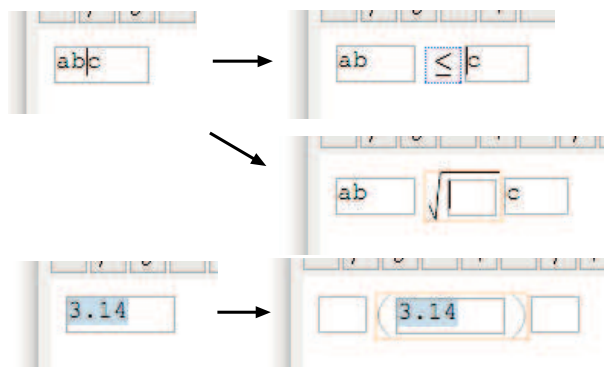 abc ab ≤ c
ab √ c
3.14 ( 3.14 )